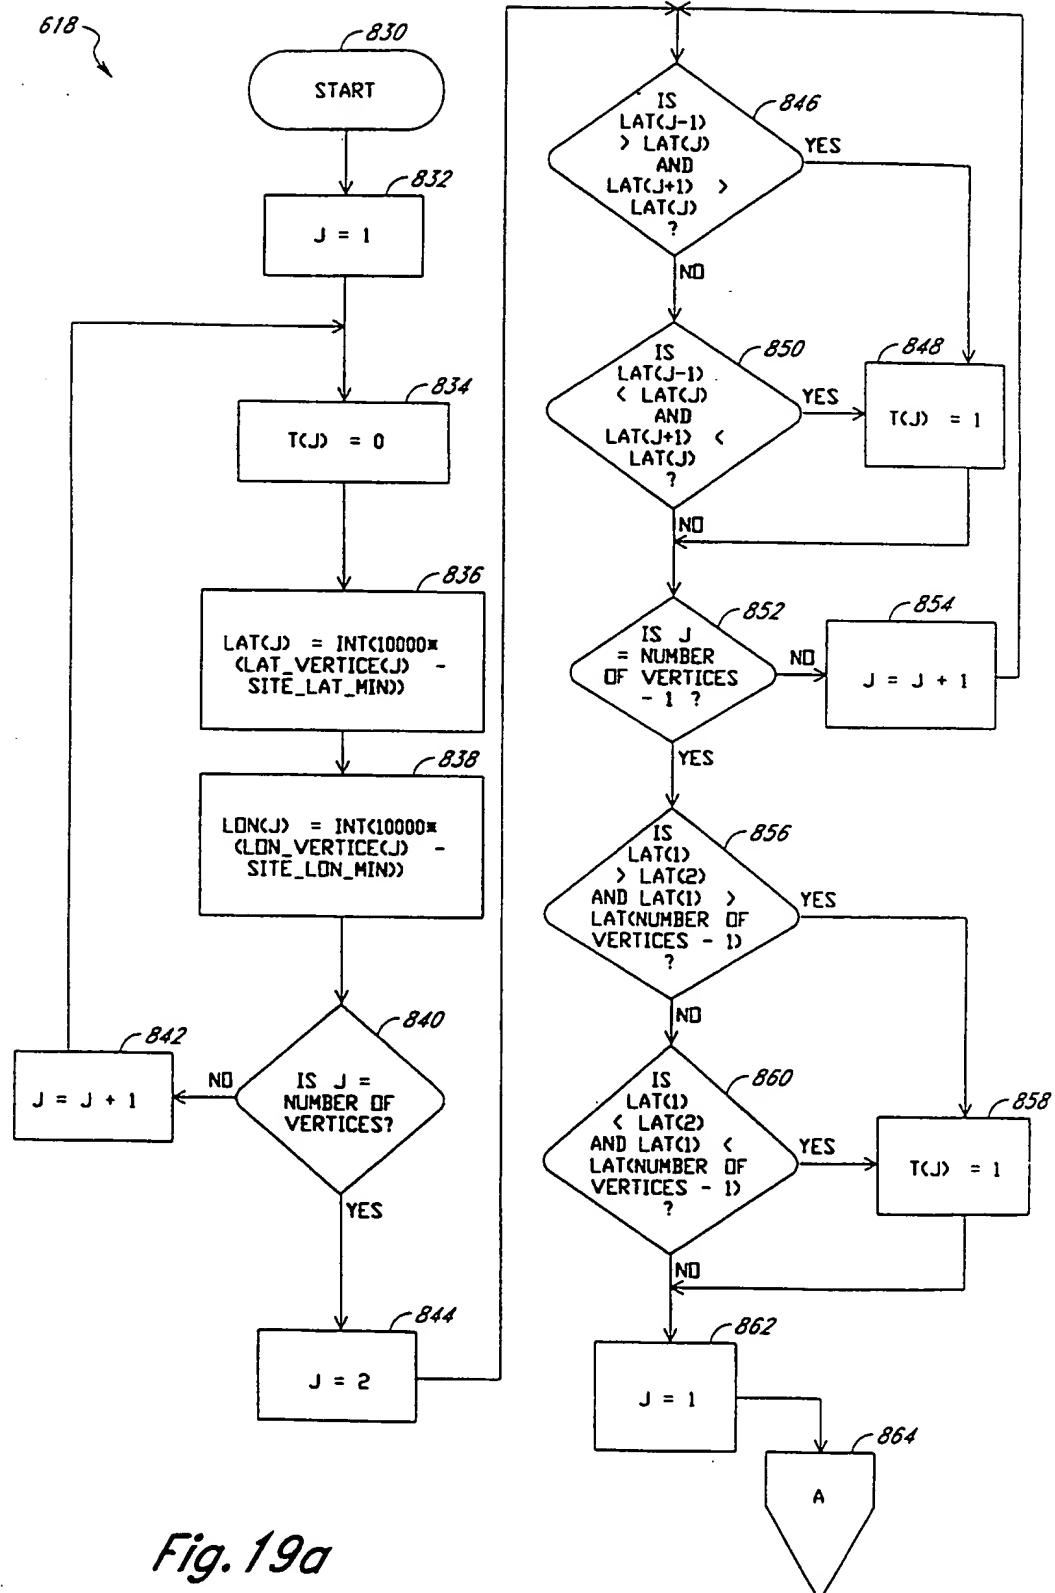 618
830
START
832
J = 1
834
T(J) = 0
836
LAT(J) = INT(10000*
(LAT_VERTICE(J) -
SITE_LAT_MIN))
838
LON(J) = INT(10000*
(LON_VERTICE(J) -
SITE_LON_MIN))
840
IS J =
NUMBER OF
VERTICES?
NO
842
J = J + 1
YES
844
J = 2
846
IS
LAT(J-1)
> LAT(J)
AND
LAT(J+1) >
LAT(J)
?
YES
NO
848
T(J) = 1
850
IS
LAT(J-1)
< LAT(J)
AND
LAT(J+1) <
LAT(J)
?
YES
NO
852
IS J
= NUMBER
OF VERTICES
- 1 ?
NO
854
J = J + 1
YES
856
IS
LAT(1)
> LAT(2)
AND LAT(1) >
LAT(NUMBER OF
VERTICES - 1)
?
YES
NO
858
T(J) = 1
860
IS
LAT(1)
< LAT(2)
AND LAT(1) <
LAT(NUMBER OF
VERTICES - 1)
?
YES
NO
862
J = 1
864
A
Fig. 19a